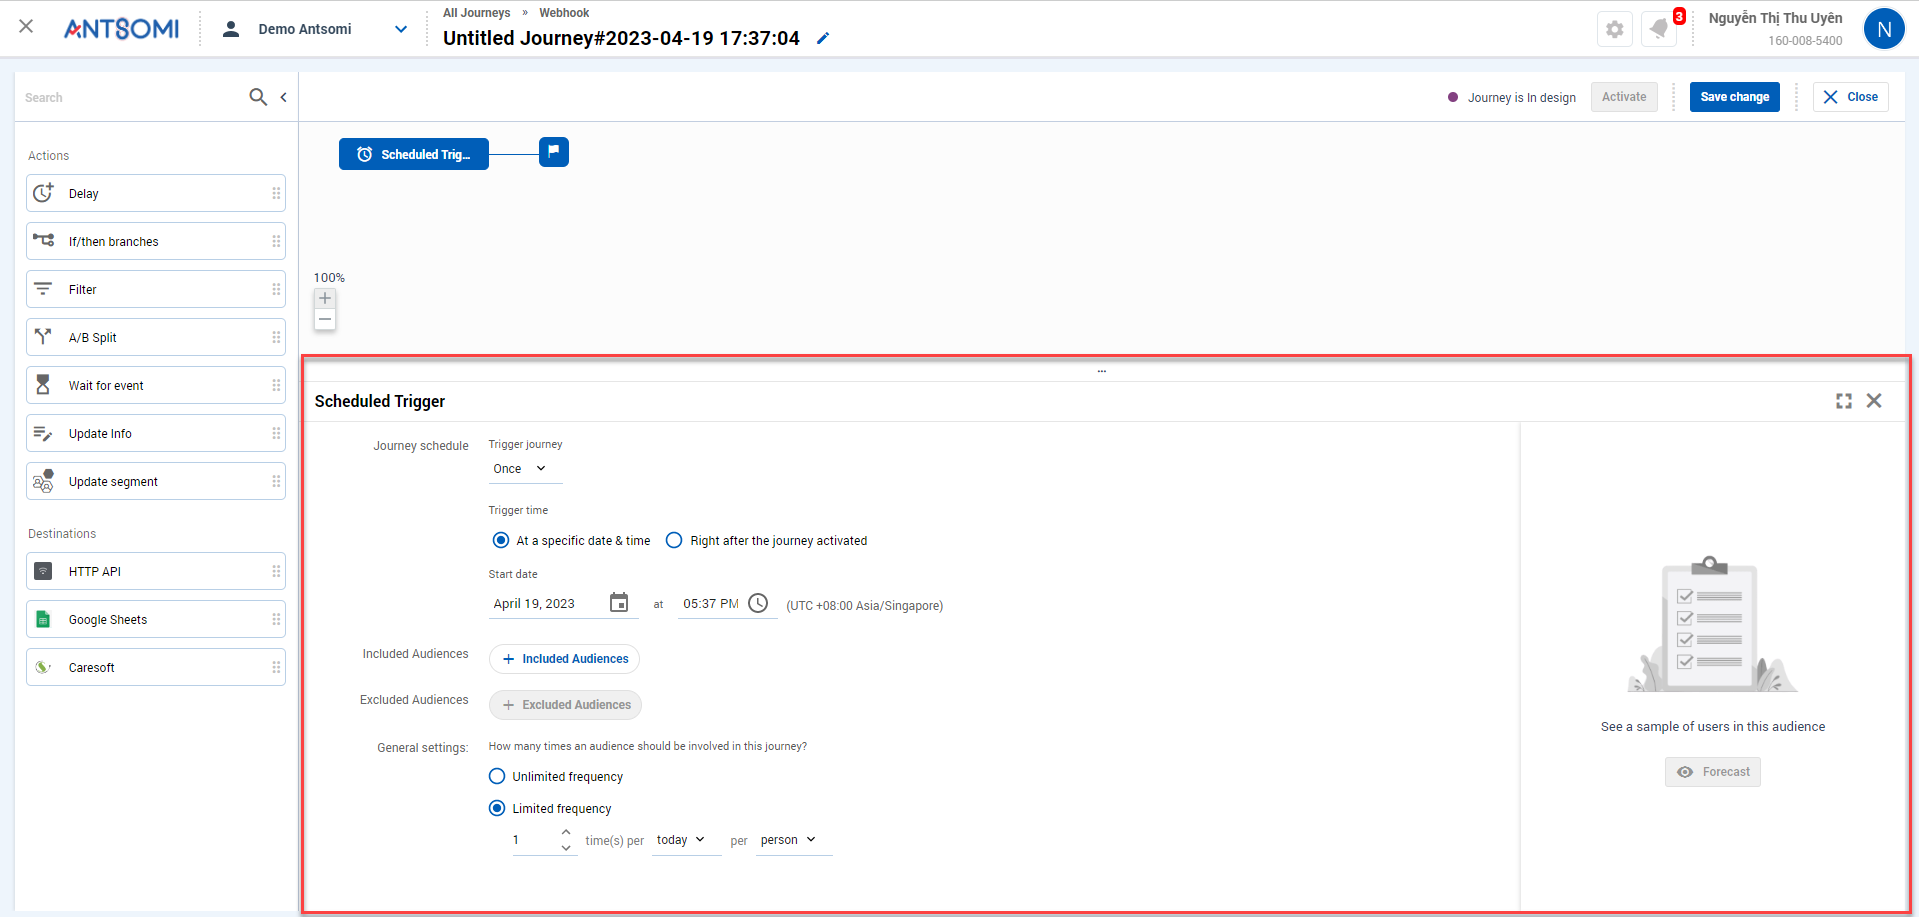 ANTSOMI
Demo Antsomi
All Journeys » Webhook
Untitled Journey#2023-04-19 17:37:04
3
Nguyễn Thị Thu Uyên
160-008-5400
N
Search
Journey is In design
Activate
Save change
Close
Actions
Delay
If/then branches
Filter
A/B Split
Wait for event
Update Info
Update segment
Destinations
HTTP API
Google Sheets
Caresoft
Scheduled Trig...
100%
...
Scheduled Trigger
Journey schedule
Trigger journey
Once
Trigger time
At a specific date & time
Right after the journey activated
Start date
April 19, 2023 at 05:37 PM (UTC +08:00 Asia/Singapore)
Included Audiences
+ Included Audiences
Excluded Audiences
+ Excluded Audiences
General settings:
How many times an audience should be involved in this journey?
Unlimited frequency
Limited frequency
1 time(s) per today per person
See a sample of users in this audience
Forecast